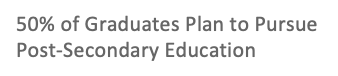 50% of Graduates Plan to Pursue
Post-Secondary Education